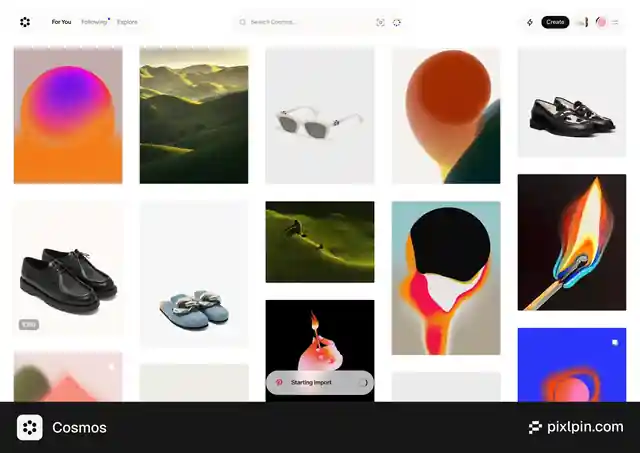 For You Following Explore
Search Cosmos...
Create
Starting Import
Cosmos
pixlpin.com